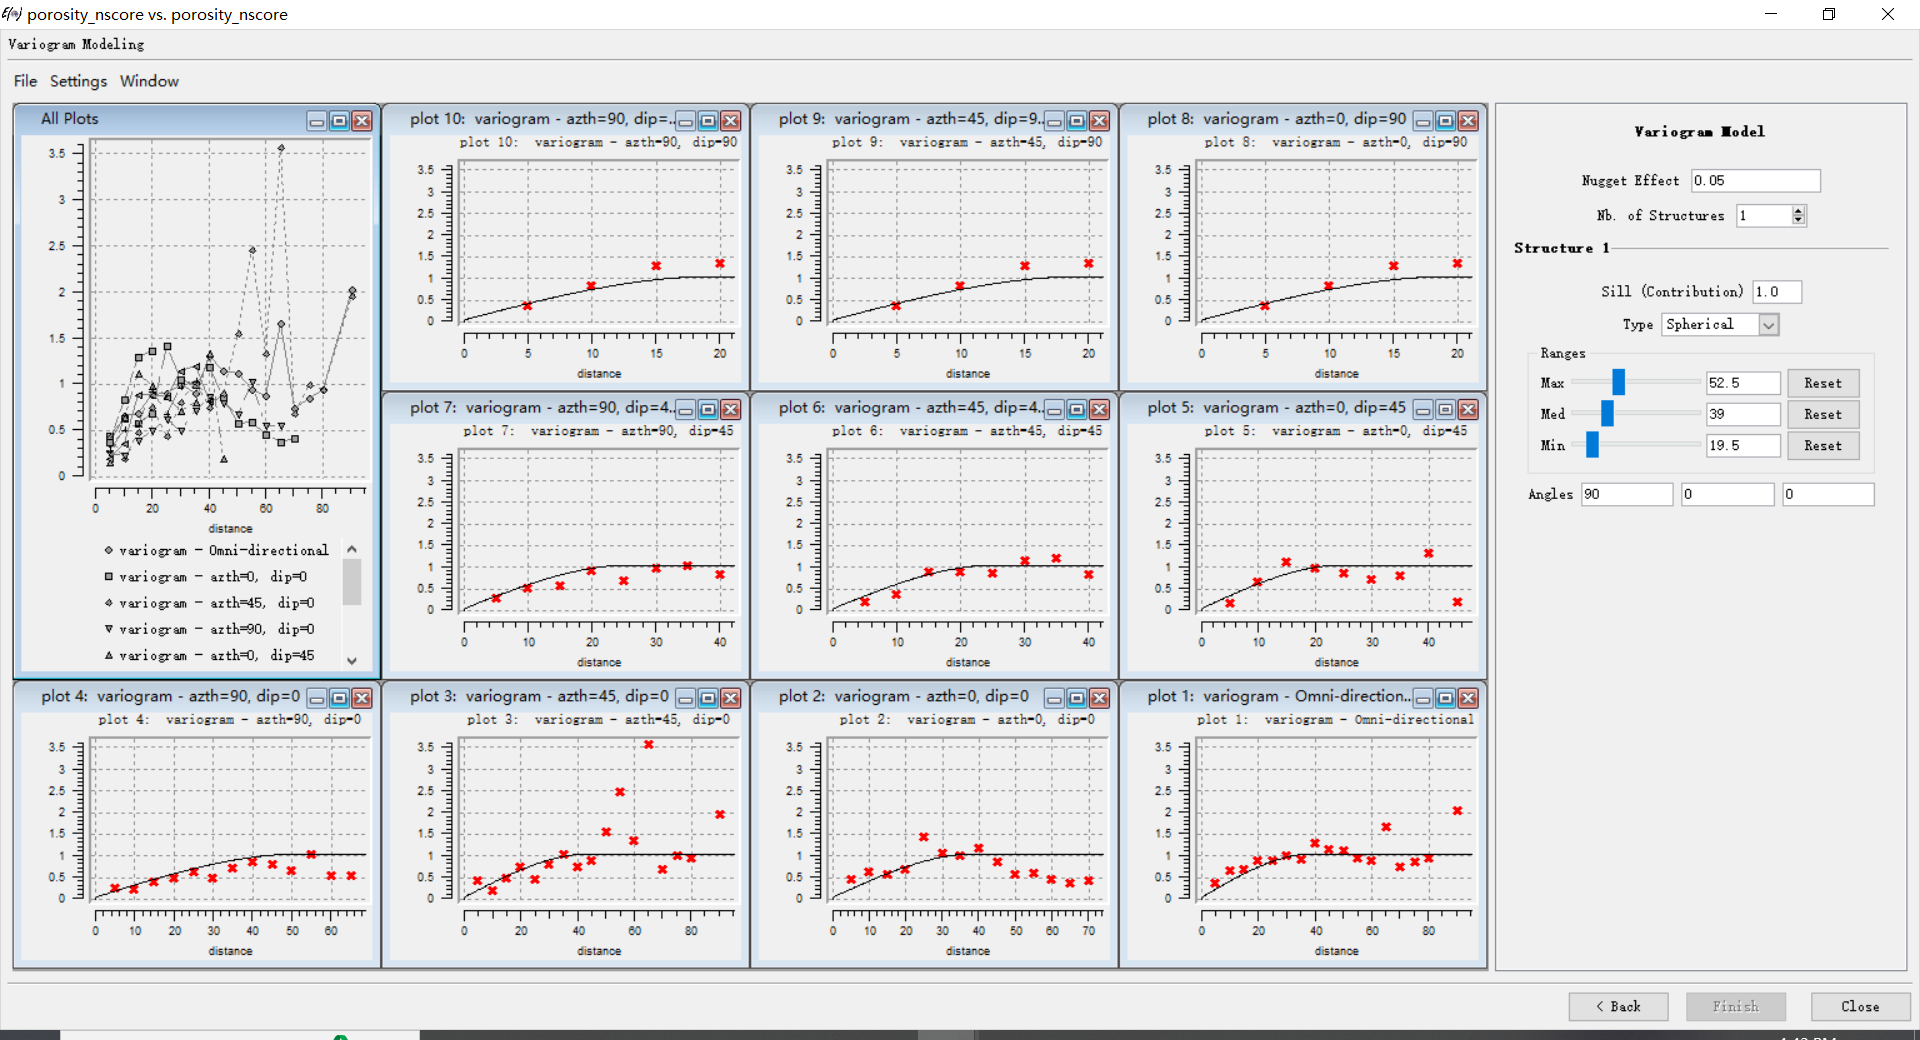 E(#) porosity_nscore vs. porosity_nscore
Variogram Modeling
File Settings Window
All Plots
3.5
3
2.5
2
1.5
1
0.5
0
0 20 40 60 80
distance
variogram - Omni-directional
variogram - azth=0, dip=0
variogram - azth=45, dip=0
variogram - azth=90, dip=0
variogram - azth=0, dip=45
plot 10: variogram - azth=90, dip=...
plot 10: variogram - azth=90, dip=90
3.5
3
2.5
2
1.5
1
0.5
0
0 5 10 15 20
distance
plot 9: variogram - azth=45, dip=9...
plot 9: variogram - azth=45, dip=90
3.5
3
2.5
2
1.5
1
0.5
0
0 5 10 15 20
distance
plot 8: variogram - azth=0, dip=90
plot 8: variogram - azth=0, dip=90
3.5
3
2.5
2
1.5
1
0.5
0
0 5 10 15 20
distance
plot 7: variogram - azth=90, dip=4...
plot 7: variogram - azth=90, dip=45
3.5
3
2.5
2
1.5
1
0.5
0
0 10 20 30 40
distance
plot 6: variogram - azth=45, dip=4...
plot 6: variogram - azth=45, dip=45
3.5
3
2.5
2
1.5
1
0.5
0
0 10 20 30 40
distance
plot 5: variogram - azth=0, dip=45
plot 5: variogram - azth=0, dip=45
3.5
3
2.5
2
1.5
1
0.5
0
0 10 20 30 40
distance
plot 4: variogram - azth=90, dip=0
plot 4: variogram - azth=90, dip=0
3.5
3
2.5
2
1.5
1
0.5
0
0 10 20 30 40 50 60
distance
plot 3: variogram - azth=45, dip=0
plot 3: variogram - azth=45, dip=0
3.5
3
2.5
2
1.5
1
0.5
0
0 20 40 60 80
distance
plot 2: variogram - azth=0, dip=0
plot 2: variogram - azth=0, dip=0
3.5
3
2.5
2
1.5
1
0.5
0
0 10 20 30 40 50 60 70
distance
plot 1: variogram - Omni-direction...
plot 1: variogram - Omni-directional
3.5
3
2.5
2
1.5
1
0.5
0
0 20 40 60 80
distance
Variogram Model
Nugget Effect 0.05
Nb. of Structures 1
Structure 1
Sill (Contribution) 1.0
Type Spherical
Ranges
Max 52.5 Reset
Med 39 Reset
Min 19.5 Reset
Angles 90 0 0
< Back Finish Close